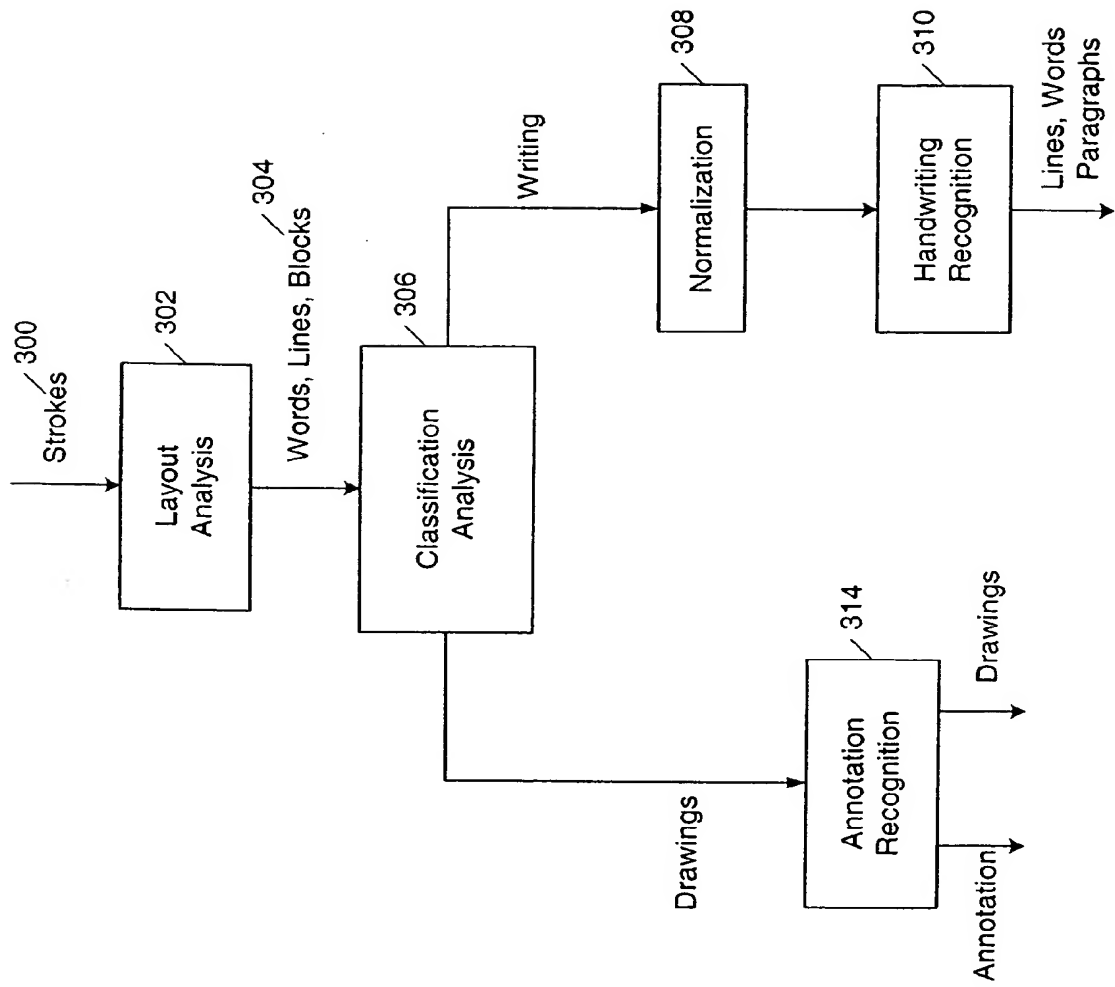 300
Strokes
302
Layout
Analysis
304
Words, Lines, Blocks
306
Classification
Analysis
Writing
308
Normalization
310
Handwriting
Recognition
Lines, Words
Paragraphs
Drawings
314
Annotation
Recognition
Annotation
Drawings